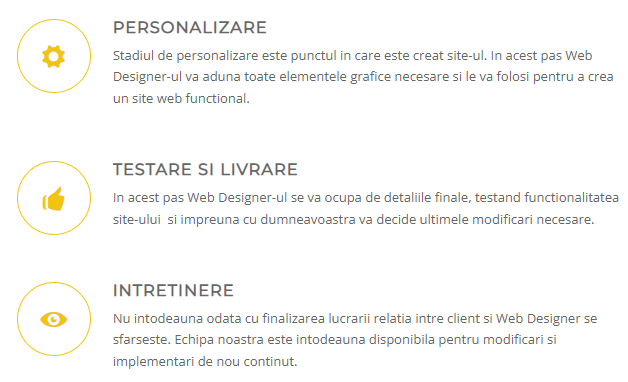 PERSONALIZARE
Stadiul de personalizare este punctul in care este creat site-ul. In acest pas Web
Designer-ul va aduna toate elementele grafice necesare si le va folosi pentru a crea
un site web functional.
TESTARE SI LIVRARE
In acest pas Web Designer-ul se va ocupa de detaliile finale, testand functionalitatea
site-ului  si impreuna cu dumneavoastra va decide ultimele modificari necesare.
INTRETINERE
Nu intodeauna odata cu finalizarea lucrarii relatia intre client si Web Designer se
sfarseste. Echipa noastra este intodeauna disponibila pentru modificari si
implementari de nou continut.